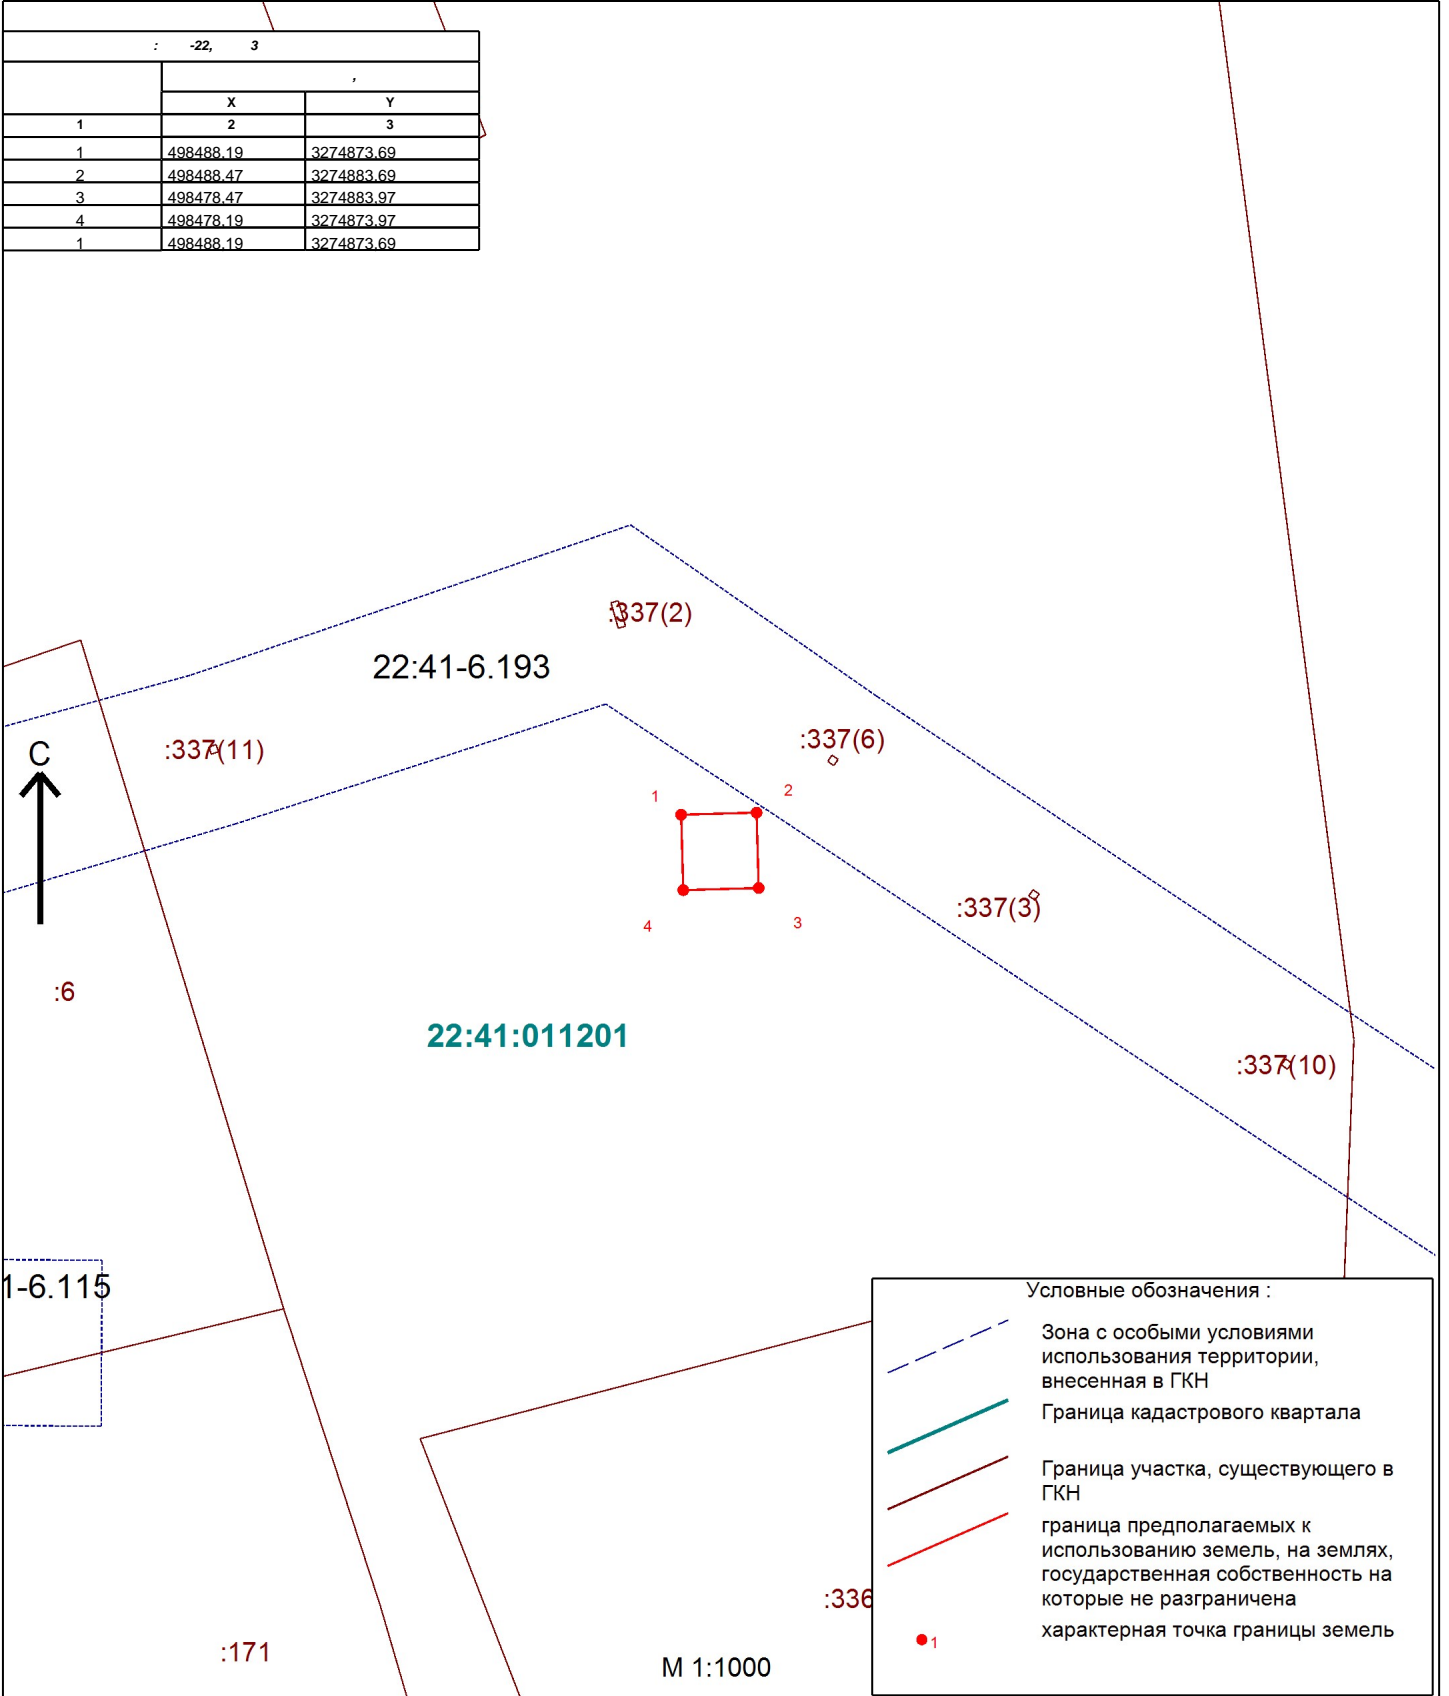 : -22, 3
,
X Y
1 2 3
1 498488.19 3274873.69
2 498488.47 3274883.69
3 498478.47 3274883.97
4 498478.19 3274873.97
1 498488.19 3274873.69
:337(2)
22:41-6.193
:337(6)
:337(11)
С
1 2
:337(3)
4 3
:6
22:41:011201
:337(10)
1-6.115
Условные обозначения :
Зона с особыми условиями
использования территории,
внесенная в ГКН
Граница кадастрового квартала
Граница участка, существующего в
ГКН
граница предполагаемых к
использованию земель, на землях,
государственная собственность на
которые не разграничена
1 характерная точка границы земель
:336
:171
М 1:1000